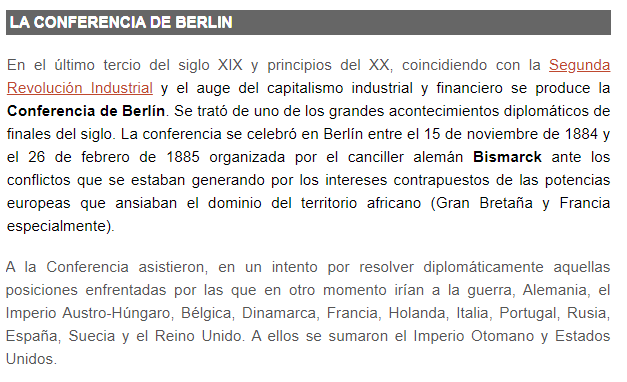 LA CONFERENCIA DE BERLIN
En el último tercio del siglo XIX y principios del XX, coincidiendo con la Segunda
Revolución Industrial y el auge del capitalismo industrial y financiero se produce la
Conferencia de Berlín. Se trató de uno de los grandes acontecimientos diplomáticos de
finales del siglo. La conferencia se celebró en Berlín entre el 15 de noviembre de 1884 y
el 26 de febrero de 1885 organizada por el canciller alemán Bismarck ante los
conflictos que se estaban generando por los intereses contrapuestos de las potencias
europeas que ansiaban el dominio del territorio africano (Gran Bretaña y Francia
especialmente).
A la Conferencia asistieron, en un intento por resolver diplomáticamente aquellas
posiciones enfrentadas por las que en otro momento irían a la guerra, Alemania, el
Imperio Austro-Húngaro, Bélgica, Dinamarca, Francia, Holanda, Italia, Portugal, Rusia,
España, Suecia y el Reino Unido. A ellos se sumaron el Imperio Otomano y Estados
Unidos.